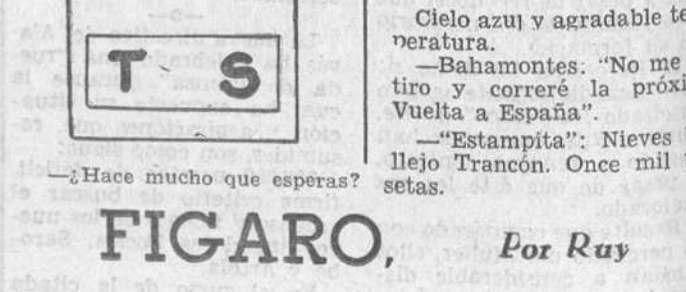 T S
—¿Hace mucho que esperas?
Cielo azul y agradable te
peratura.
—Bahamontes: “No me
tiro y correré la próxi
Vuelta a España”.
—“Estampita”: Nieves
llejo Trancón. Once mil
setas.
FIGARO,
Por Ruy